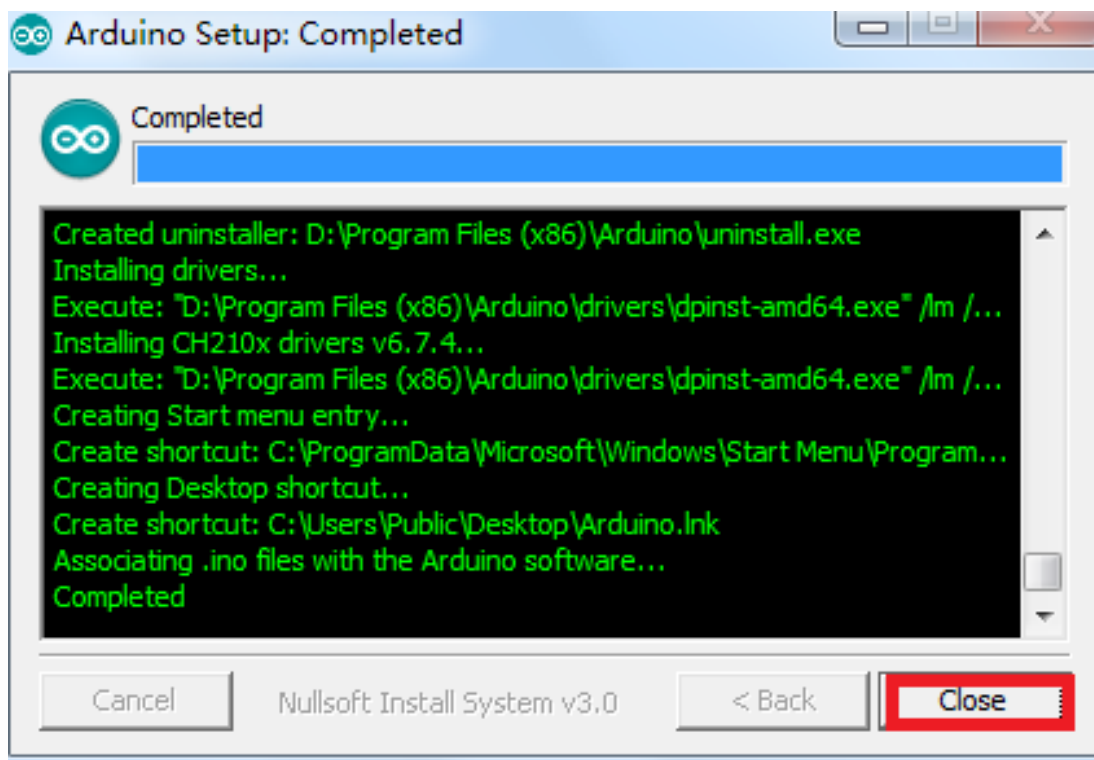 Arduino Setup: Completed
Completed
Created uninstaller: D:\Program Files (x86)\Arduino\uninstall.exe
Installing drivers...
Execute: "D:\Program Files (x86)\Arduino\drivers\dpinst-amd64.exe" /lm /...
Installing CH210x drivers v6.7.4...
Execute: "D:\Program Files (x86)\Arduino\drivers\dpinst-amd64.exe" /lm /...
Creating Start menu entry...
Create shortcut: C:\ProgramData\Microsoft\Windows\Start Menu\Program...
Creating Desktop shortcut...
Create shortcut: C:\Users\Public\Desktop\Arduino.lnk
Associating .ino files with the Arduino software...
Completed
Cancel Nullsoft Install System v3.0 < Back Close